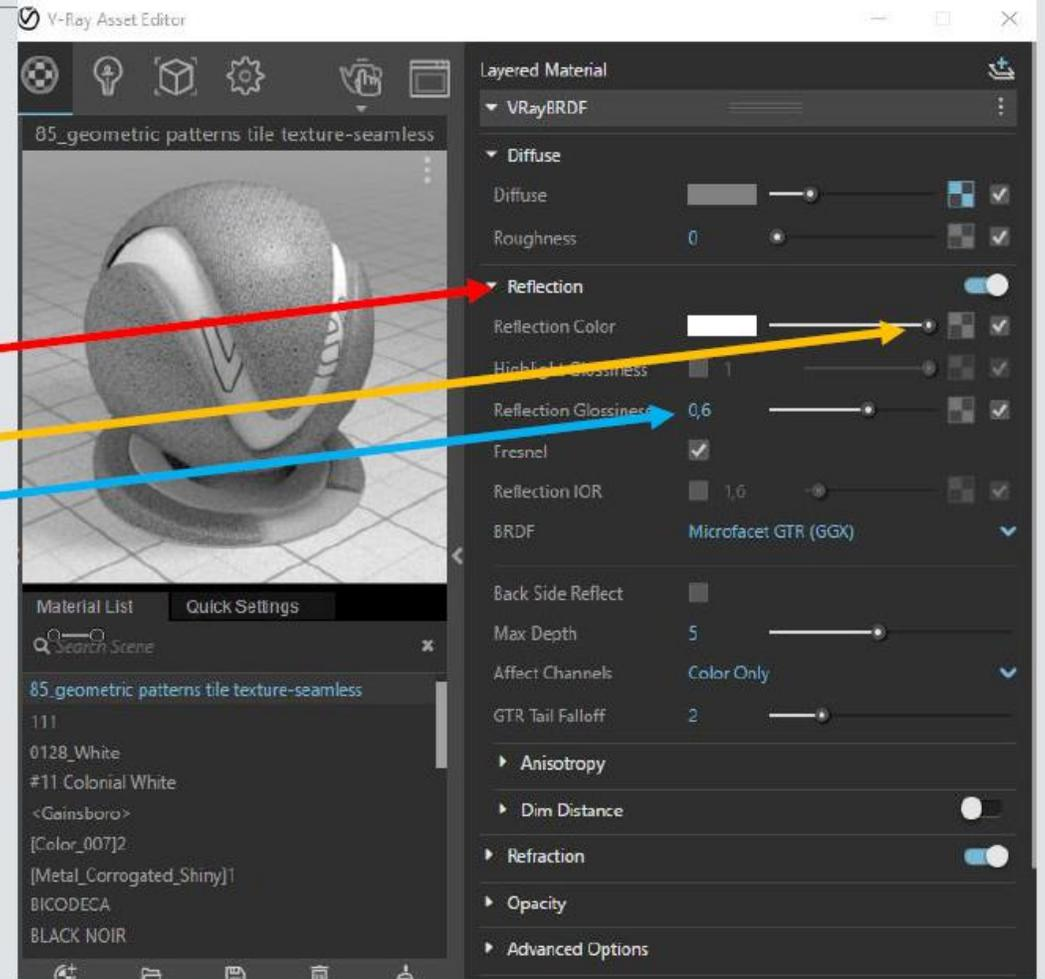 V-Ray Asset Editor
85_geometric patterns tile texture-seamless
Material List Quick Settings
Search Scene
85_geometric patterns tile texture-seamless
111
0128_White
#11 Colonial White
<Gainsboro>
[Color_007]2
[Metal_Corrogated_Shiny]1
BICODECA
BLACK NOIR
Layered Material
VRayBRDF
Diffuse
Diffuse
Roughness 0
Reflection
Reflection Color
Highlight Glossiness 1
Reflection Glossiness 0,6
Fresnel
Reflection IOR 1,6
BRDF Microfacet GTR (GGX)
Back Side Reflect
Max Depth 5
Affect Channels Color Only
GTR Tail Falloff 2
Anisotropy
Dim Distance
Refraction
Opacity
Advanced Options